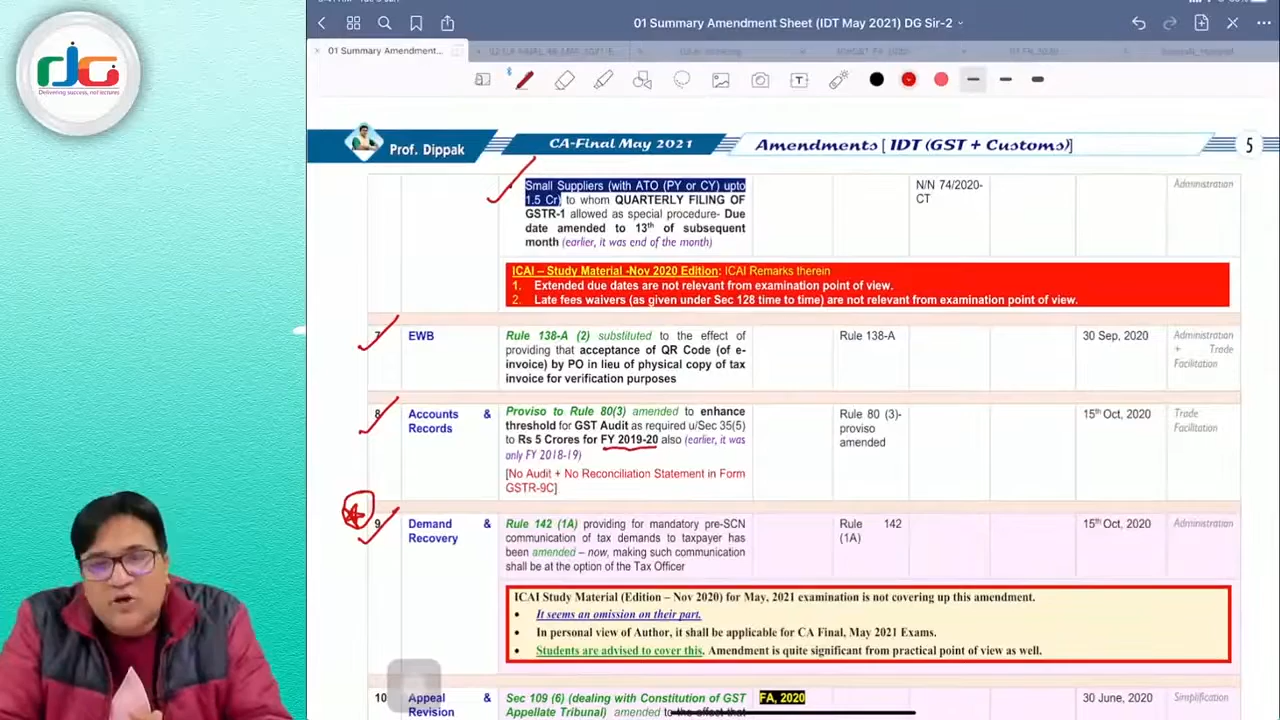 01 Summary Amendment Sheet (IDT May 2021) DG Sir-2
01 Summary Amendment...
T
DG
Delivering success, not lectures
Prof. Dippak
CA-Final May 2021
Amendments [ IDT (GST + Customs)]
5
Small Suppliers (with ATO (PY or CY) upto
1.5 Cr) to whom QUARTERLY FILING OF
GSTR-1 allowed as special procedure- Due
date amended to 13th of subsequent
month (earlier, it was end of the month)
N/N 74/2020-
CT
Administration
ICAI – Study Material -Nov 2020 Edition: ICAI Remarks therein
1. Extended due dates are not relevant from examination point of view.
2. Late fees waivers (as given under Sec 128 time to time) are not relevant from examination point of view.
7
EWB
Rule 138-A (2) substituted to the effect of
providing that acceptance of QR Code (of e-
invoice) by PO in lieu of physical copy of tax
invoice for verification purposes
Rule 138-A
30 Sep, 2020
Administration
+ Trade
Facilitation
8
Accounts &
Records
Proviso to Rule 80(3) amended to enhance
threshold for GST Audit as required u/Sec 35(5)
to Rs 5 Crores for FY 2019-20 also (earlier, it was
only FY 2018-19)
[No Audit + No Reconciliation Statement in Form
GSTR-9C]
Rule 80 (3)-
proviso
amended
15th Oct, 2020
Trade
Facilitation
9
Demand &
Recovery
Rule 142 (1A) providing for mandatory pre-SCN
communication of tax demands to taxpayer has
been amended – now, making such communication
shall be at the option of the Tax Officer
Rule 142
(1A)
15th Oct, 2020
Administration
ICAI Study Material (Edition – Nov 2020) for May, 2021 examination is not covering up this amendment.
• It seems an omission on their part.
• In personal view of Author, it shall be applicable for CA Final, May 2021 Exams.
• Students are advised to cover this. Amendment is quite significant from practical point of view as well.
10
Appeal &
Revision
Sec 109 (6) (dealing with Constitution of GST
Appellate Tribunal) amended to the effect that
FA, 2020
30 June, 2020
Simplification